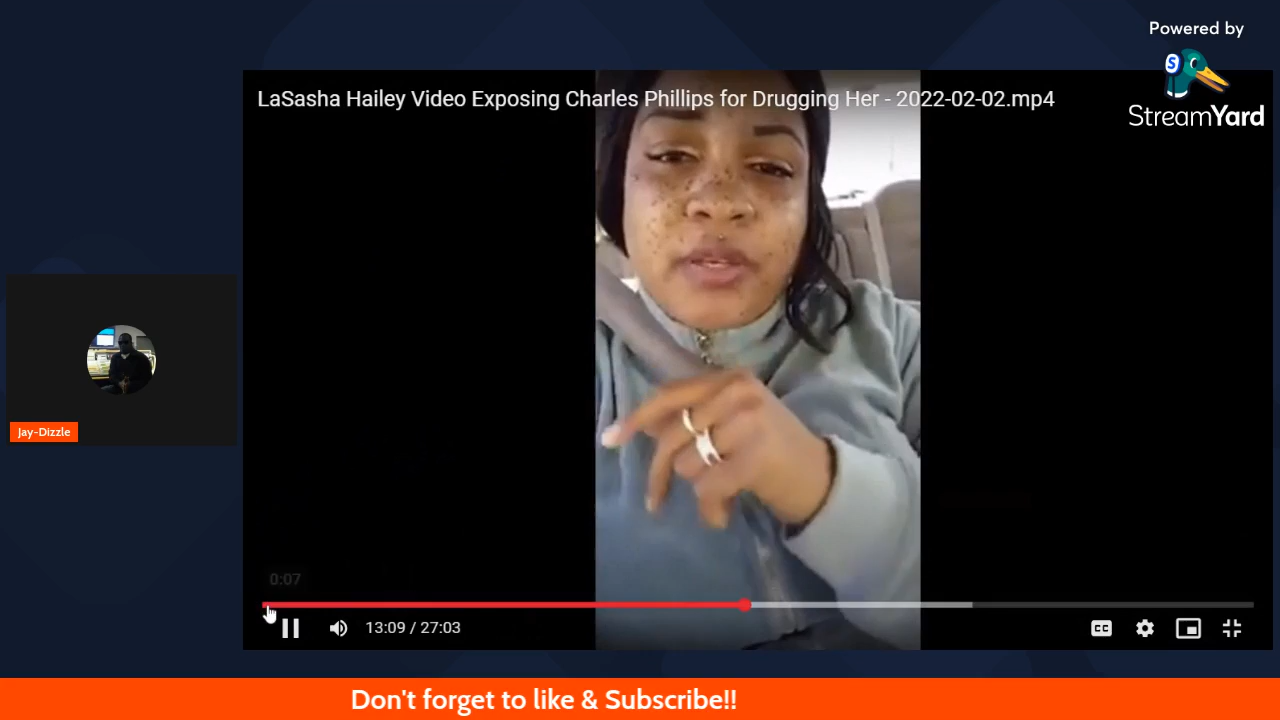 Powered by
S
StreamYard
LaSasha Hailey Video Exposing Charles Phillips for Drugging Her - 2022-02-02.mp4
Jay-Dizzle
0:07
13:09 / 27:03
CC
Don't forget to like & Subscribe!!